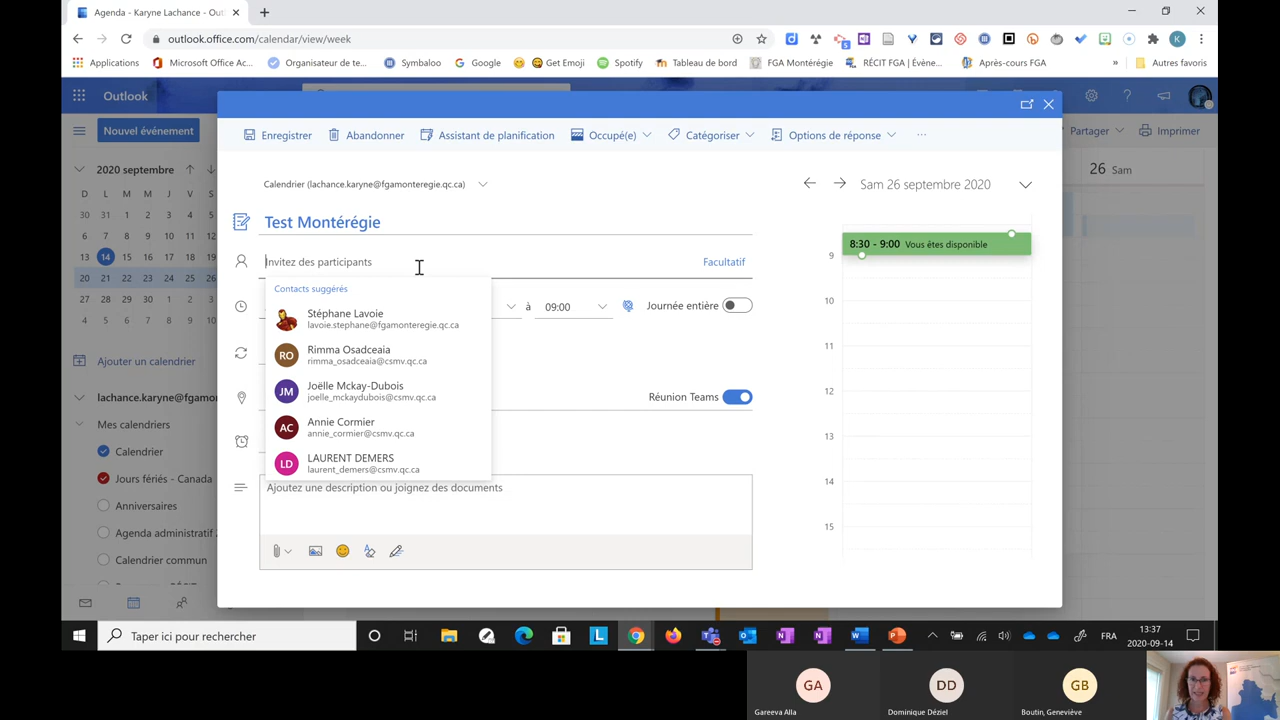 Agenda - Karyne Lachance - Out
outlook.office.com/calendar/view/week
5
K
Applications
Microsoft Office Ac...
Organisateur de te...
Symbaloo
Google
Get Emoji
Spotify
Tableau de bord
FGA Montérégie
RÉCIT FGA | Évène...
Après-cours FGA
»
Autres favoris
Outlook
Nouvel événement
Partager
Imprimer
Enregistrer
Abandonner
Assistant de planification
Occupé(e)
Catégoriser
Options de réponse
...
2020 septembre
D L M M J V S
30 31 1 2 3 4 5
6 7 8 9 10 11 12
13 14 15 16 17 18 19
20 21 22 23 24 25 26
27 28 29 30 1 2 3
4 5 6 7 8 9 10
Ajouter un calendrier
lachance.karyne@fgamo
Mes calendriers
Calendrier
Jours fériés - Canada
Anniversaires
Agenda administratif 2
Calendrier commun
Calendrier (lachance.karyne@fgamonteregie.qc.ca)
Sam 26 septembre 2020
26 Sam
Test Montérégie
Invitez des participants
Facultatif
Contacts suggérés
Stéphane Lavoie
lavoie.stephane@fgamonteregie.qc.ca
RO
Rimma Osadceaia
rimma_osadceaia@csmv.qc.ca
JM
Joëlle Mckay-Dubois
joelle_mckaydubois@csmv.qc.ca
AC
Annie Cormier
annie_cormier@csmv.qc.ca
LD
LAURENT DEMERS
laurent_demers@csmv.qc.ca
à 09:00
Journée entière
Réunion Teams
Ajoutez une description ou joignez des documents
8:30 - 9:00 Vous êtes disponible
9
10
11
12
13
14
15
Taper ici pour rechercher
FRA
13:37
2020-09-14
GA
Gareeva Alla
DD
Dominique Déziel
GB
Boutin, Geneviève